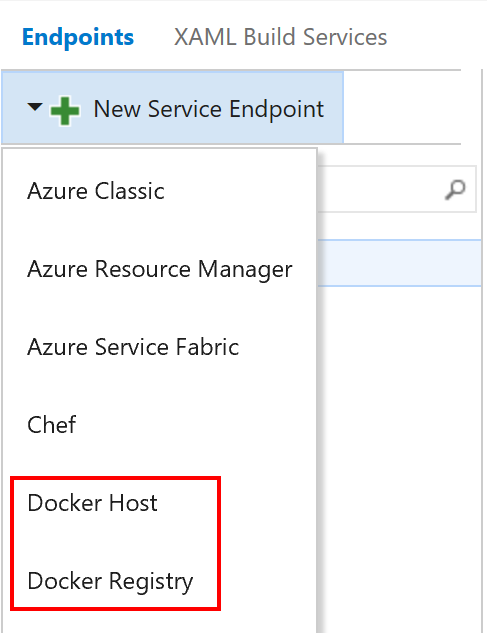 Endpoints XAML Build Services
New Service Endpoint
Azure Classic
Azure Resource Manager
Azure Service Fabric
Chef
Docker Host
Docker Registry